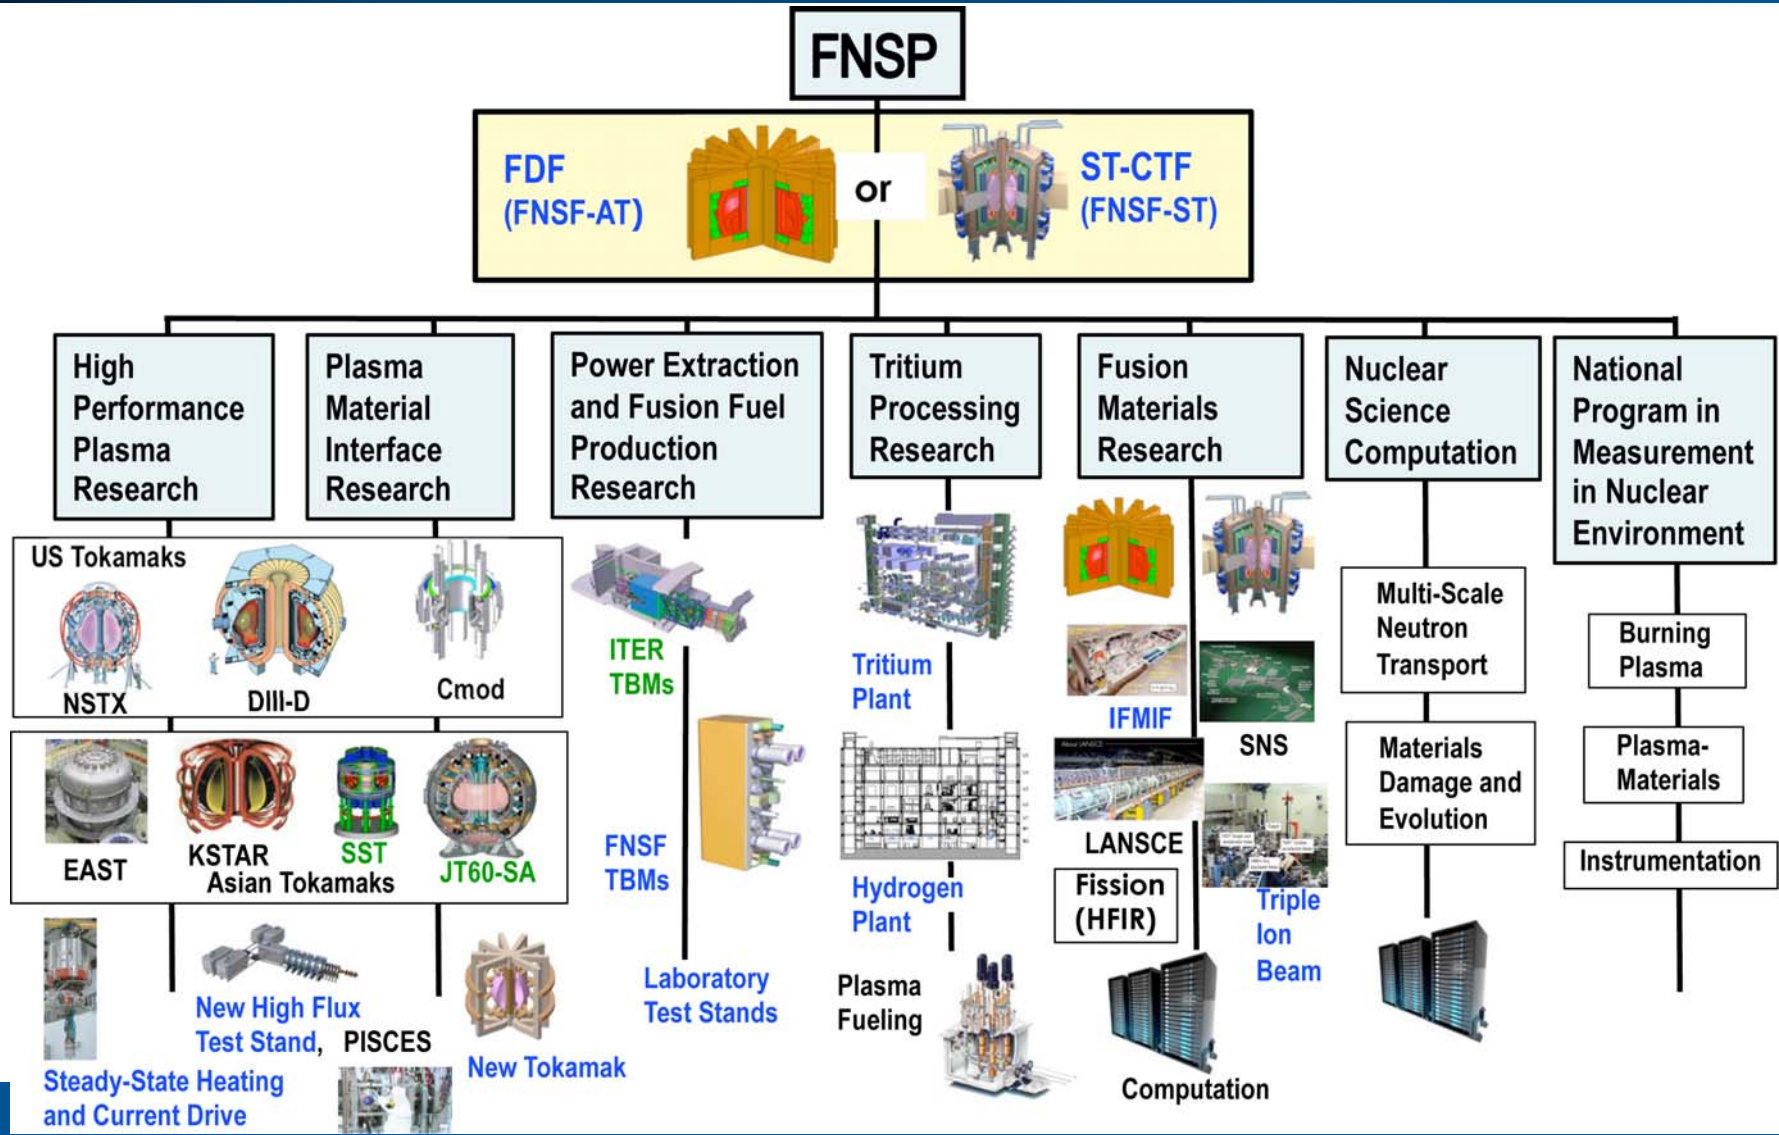 FNSP
FDF
(FNSF-AT)
or
ST-CTF
(FNSF-ST)
High
Performance
Plasma
Research
Plasma
Material
Interface
Research
Power Extraction
and Fusion Fuel
Production
Research
Tritium
Processing
Research
Fusion
Materials
Research
Nuclear
Science
Computation
National
Program in
Measurement
in Nuclear
Environment
US Tokamaks
NSTX
DIII-D
Cmod
EAST
KSTAR
SST
JT60-SA
Asian Tokamaks
Steady-State Heating
and Current Drive
New High Flux
Test Stand, PISCES
New Tokamak
ITER
TBMs
FNSF
TBMs
Laboratory
Test Stands
Tritium
Plant
Hydrogen
Plant
Plasma
Fueling
IFMIF
SNS
About LANSCE
LANSCE
Fission
(HFIR)
Triple
Ion
Beam
Computation
Multi-Scale
Neutron
Transport
Materials
Damage and
Evolution
Burning
Plasma
Plasma-
Materials
Instrumentation